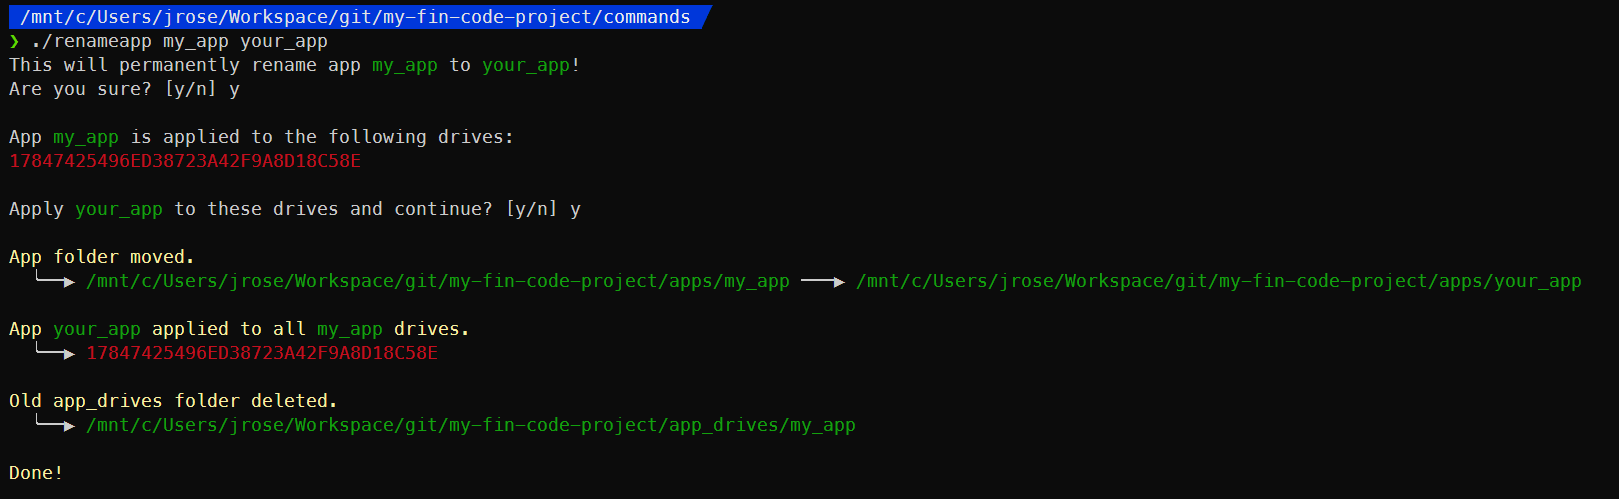 /mnt/c/Users/jrose/Workspace/git/my-fin-code-project/commands
❯ ./renameapp my_app your_app
This will permanently rename app my_app to your_app!
Are you sure? [y/n] y
App my_app is applied to the following drives:
17847425496ED38723A42F9A8D18C58E
Apply your_app to these drives and continue? [y/n] y
App folder moved.
╰──▶ /mnt/c/Users/jrose/Workspace/git/my-fin-code-project/apps/my_app ───▶ /mnt/c/Users/jrose/Workspace/git/my-fin-code-project/apps/your_app
App your_app applied to all my_app drives.
╰──▶ 17847425496ED38723A42F9A8D18C58E
Old app_drives folder deleted.
╰──▶ /mnt/c/Users/jrose/Workspace/git/my-fin-code-project/app_drives/my_app
Done!